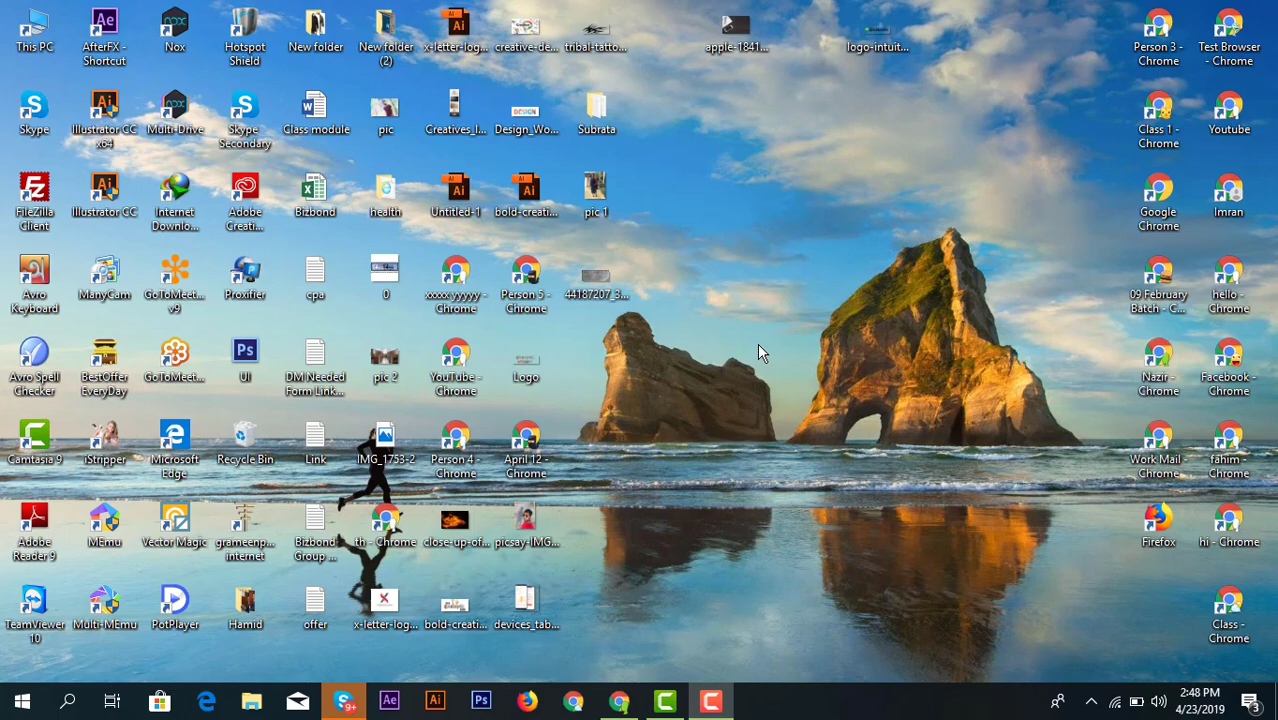 This PC
AfterFX -
Shortcut
Nox
Hotspot
Shield
New folder
New folder
(2)
x-letter-log...
creative-de...
tribal-tatto...
apple-1841...
logo-intuit...
Person 3 -
Chrome
Test Browser
- Chrome
Skype
Illustrator CC
x64
Multi-Drive
Skype
Secondary
Class module
pic
Creatives_I...
Design_Wo...
Subrata
Class 1 -
Chrome
Youtube
FileZilla
Client
Illustrator CC
Internet
Downlo...
Adobe
Creati...
Bizbond
health
Untitled-1
bold-creati...
pic 1
Google
Chrome
Imran
Avro
Keyboard
ManyCam
GoToMeet...
v9
Proxifier
cpa
0
xxxxx yyyyy -
Chrome
Person 5 -
Chrome
44187207_3...
09 February
Batch - C...
hello -
Chrome
Avro Spell
Checker
BestOffer
EveryDay
GoToMeet...
UI
DM Needed
Form Link...
pic 2
YouTube -
Chrome
Logo
Nazir -
Chrome
Facebook -
Chrome
Camtasia 9
iStripper
Microsoft
Edge
Recycle Bin
Link
IMG_1753-2
Person 4 -
Chrome
April 12 -
Chrome
Work Mail -
Chrome
fahim -
Chrome
Adobe
Reader 9
MEmu
Vector Magic
grameenp...
internet
Bizbond
Group ...
th - Chrome
close-up-of...
picsay-IMG...
Firefox
hi - Chrome
TeamViewer
10
Multi-MEmu
PotPlayer
Hamid
offer
x-letter-log...
bold-creati...
devices_tab...
Class -
Chrome
9+
Ae
Ai
Ps
2:48 PM
4/23/2019
3